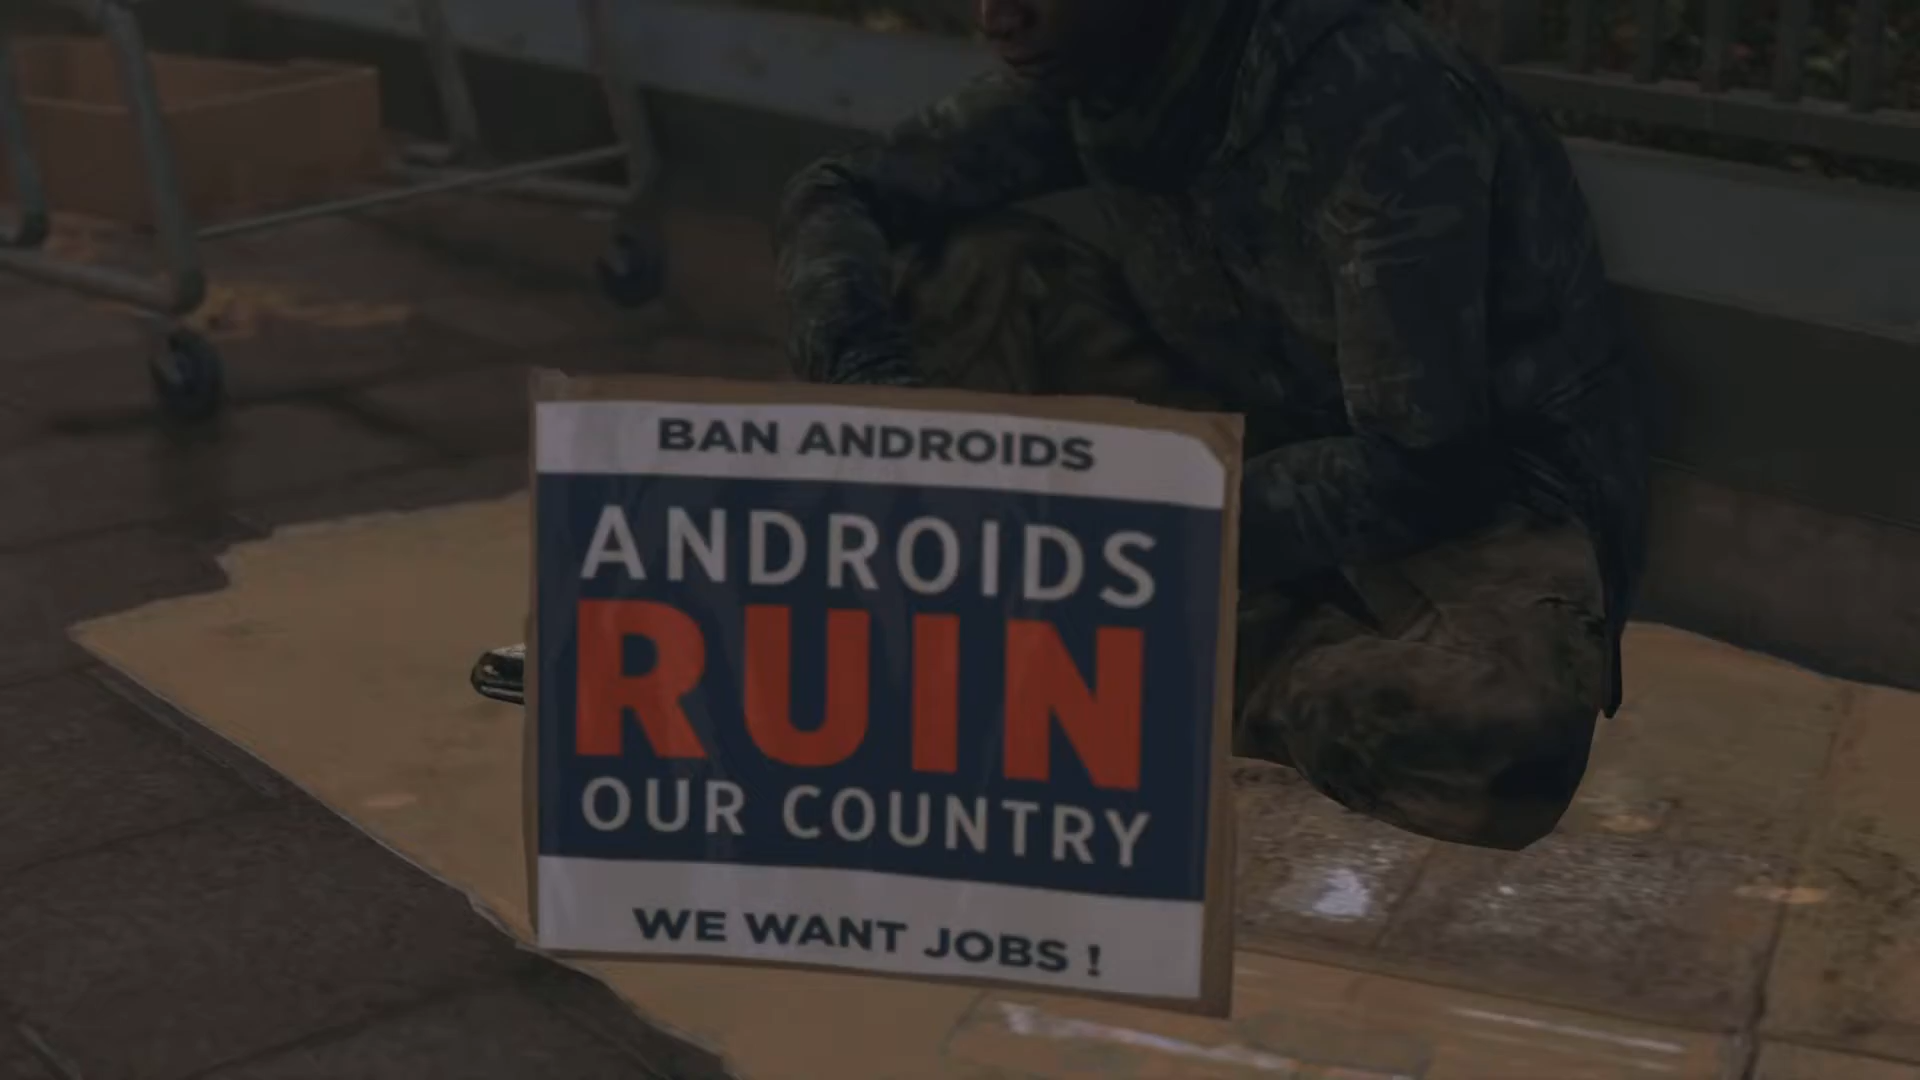 BAN ANDROIDS
ANDROIDS
RUIN
OUR COUNTRY
WE WANT JOBS !